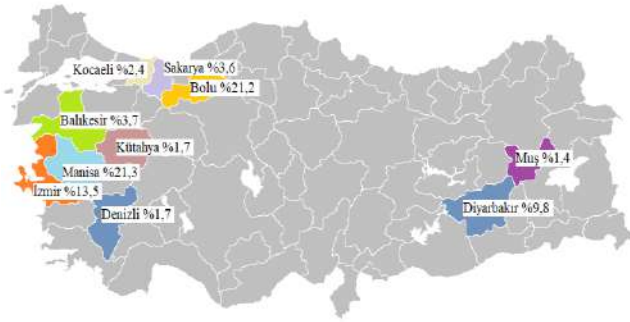 Kocaeli %2,4
Sakarya %3,6
Bolu %21,2
Balıkesir %3,7
Kütahya %1,7
Muş %1,4
Manisa %21,3
İzmir %13,5
Diyarbakır %9,8
Denizli %1,7